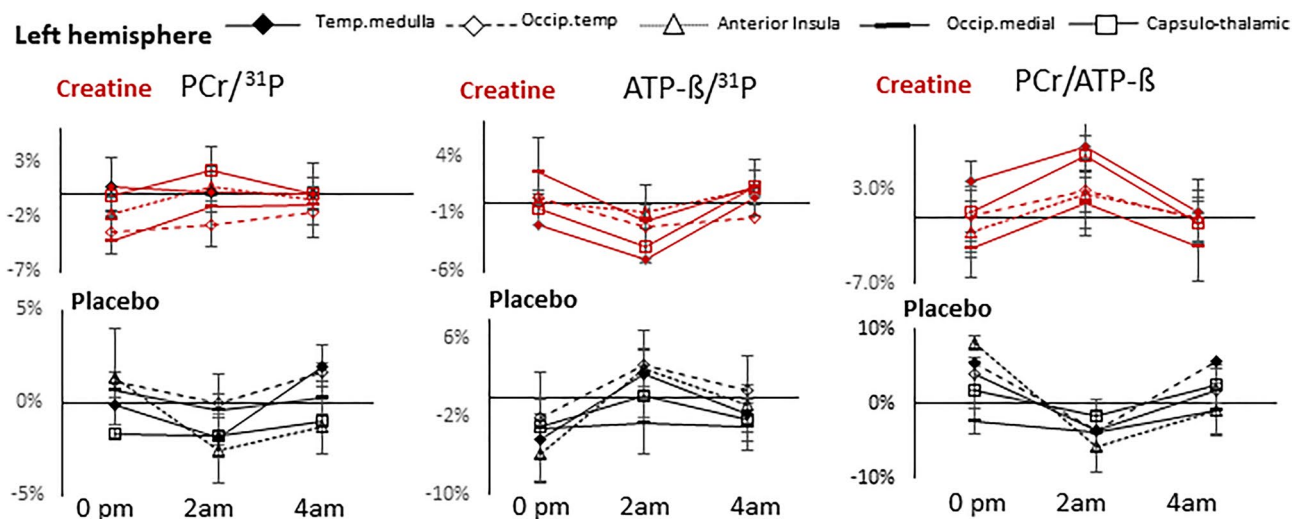 Temp.medulla Occip.temp Anterior Insula Occip.medial Capsulo-thalamic
Left hemisphere
Creatine PCr/³¹P
Creatine ATP-ß/³¹P
Creatine PCr/ATP-ß
3%
-2%
-7%
4%
-1%
-6%
3.0%
-7.0%
Placebo
5%
0%
-5%
0 pm 2am 4am
Placebo
6%
-2%
-10%
0 pm 2am 4am
Placebo
10%
0%
-10%
0 pm 2am 4am